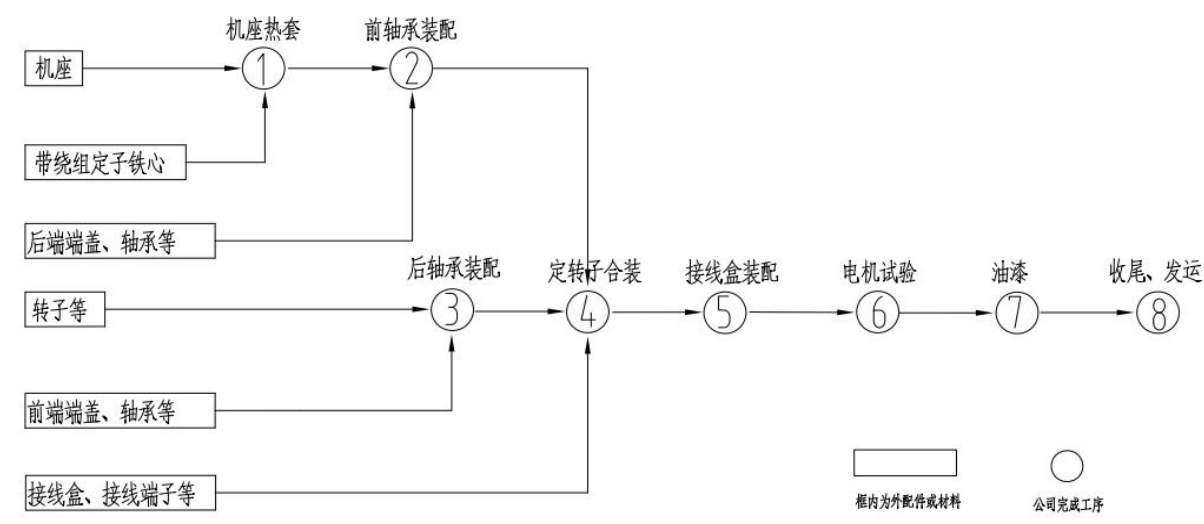 机座热套
前轴承装配
机座
1
2
带绕组定子铁心
后端端盖、轴承等
后轴承装配
定转子合装
接线盒装配
电机试验
油漆
收尾、发运
转子等
3
4
5
6
7
8
前端端盖、轴承等
接线盒、接线端子等
框内为外配件或材料
公司完成工序